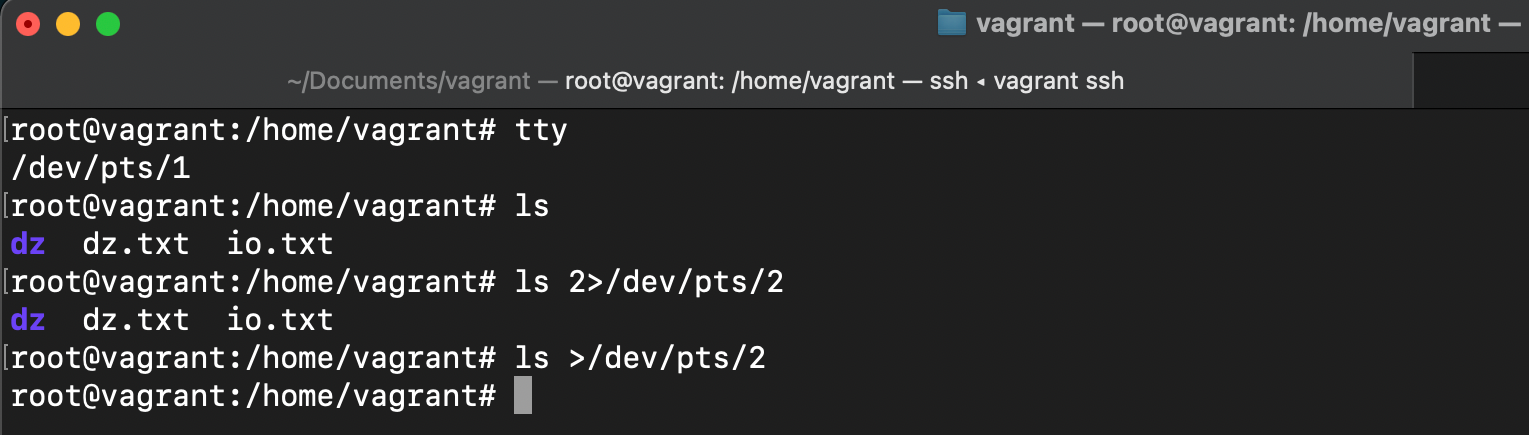 vagrant — root@vagrant: /home/vagrant —
~/Documents/vagrant — root@vagrant: /home/vagrant — ssh ◂ vagrant ssh
[root@vagrant:/home/vagrant# tty
/dev/pts/1
[root@vagrant:/home/vagrant# ls
dz  dz.txt  io.txt
[root@vagrant:/home/vagrant# ls 2>/dev/pts/2
dz  dz.txt  io.txt
[root@vagrant:/home/vagrant# ls >/dev/pts/2
root@vagrant:/home/vagrant#